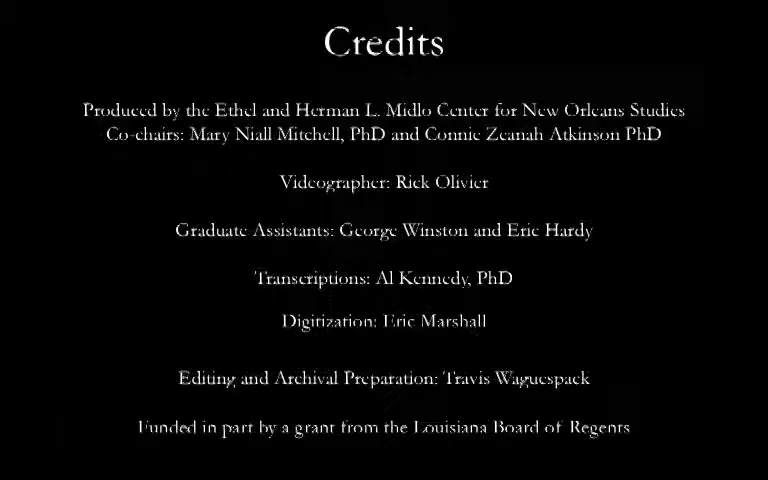 Credits
Produced by the Ethel and Herman L. Midlo Center for New Orleans Studies
Co-chairs: Mary Niall Mitchell, PhD and Connie Zeanah Atkinson PhD
Videographer: Rick Olivier
Graduate Assistants: George Winston and Eric Hardy
Transcriptions: Al Kennedy, PhD
Digitization: Eric Marshall
Editing and Archival Preparation: Travis Waguespack
Funded in part by a grant from the Louisiana Board of Regents